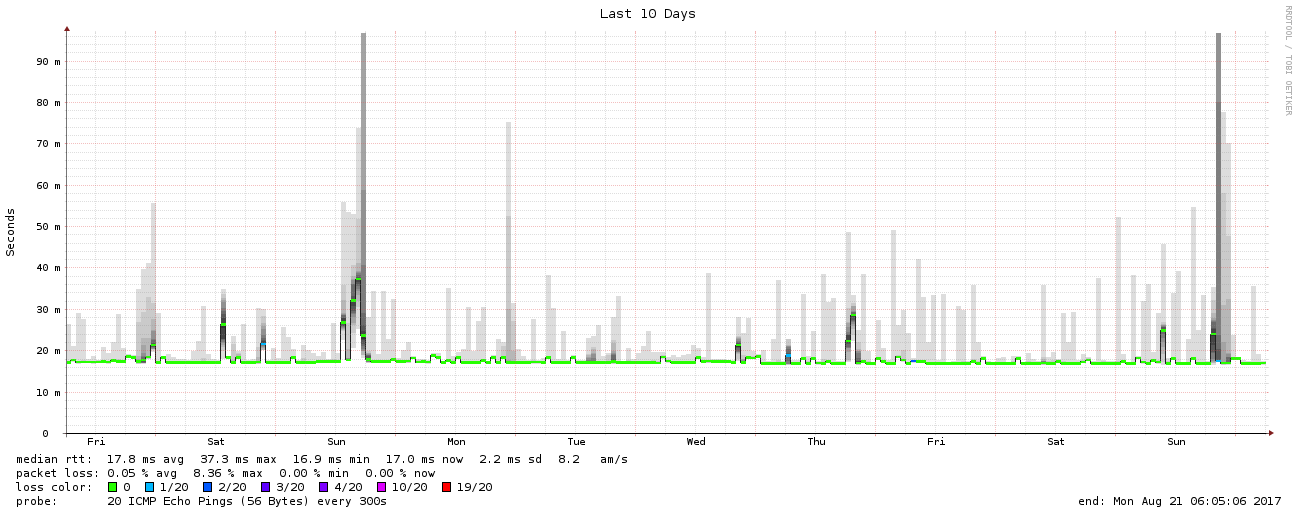 Last 10 Days
RRDTOOL / TOBI OETIKER
Seconds
90 m
80 m
70 m
60 m
50 m
40 m
30 m
20 m
10 m
0
Fri Sat Sun Mon Tue Wed Thu Fri Sat Sun
median rtt: 17.8 ms avg 37.3 ms max 16.9 ms min 17.0 ms now 2.2 ms sd 8.2 am/s
packet loss: 0.05 % avg 8.36 % max 0.00 % min 0.00 % now
loss color: 0 1/20 2/20 3/20 4/20 10/20 19/20
probe: 20 ICMP Echo Pings (56 Bytes) every 300s end: Mon Aug 21 06:05:06 2017